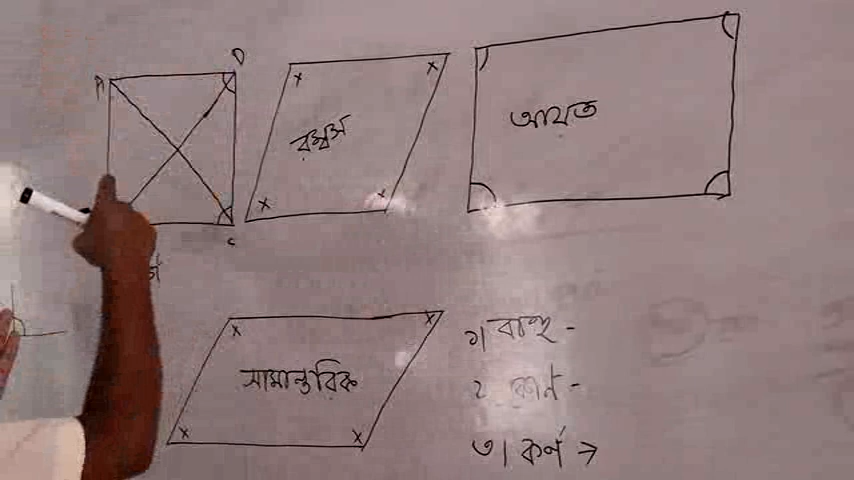 A D
C
রম্বস
আয়ত
সামান্তরিক
১। বাহু -
২. কোন -
৩। কর্ণ →